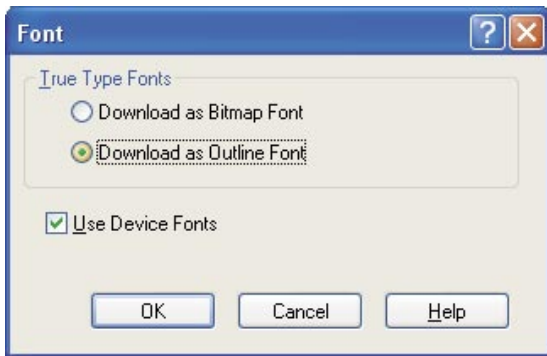 Font
True Type Fonts
Download as Bitmap Font
Download as Outline Font
Use Device Fonts
OK
Cancel
Help